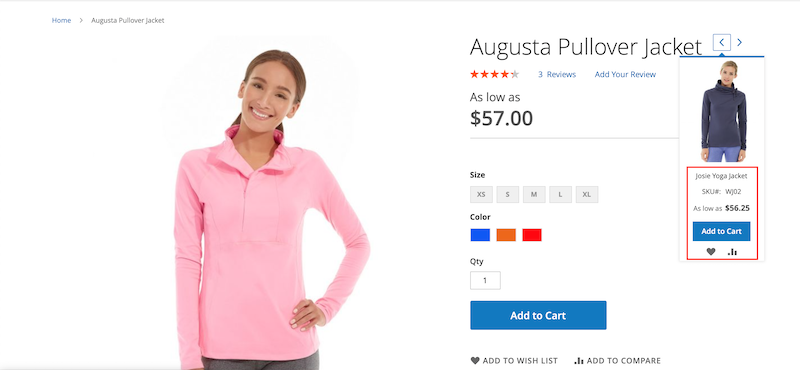 Home > Augusta Pullover Jacket
Augusta Pullover Jacket
3 Reviews Add Your Review
As low as
$57.00
Size
XS S M L XL
Color
Qty
1
Add to Cart
ADD TO WISH LIST ADD TO COMPARE
Josie Yoga Jacket
SKU#: WJ02
As low as $56.25
Add to Cart